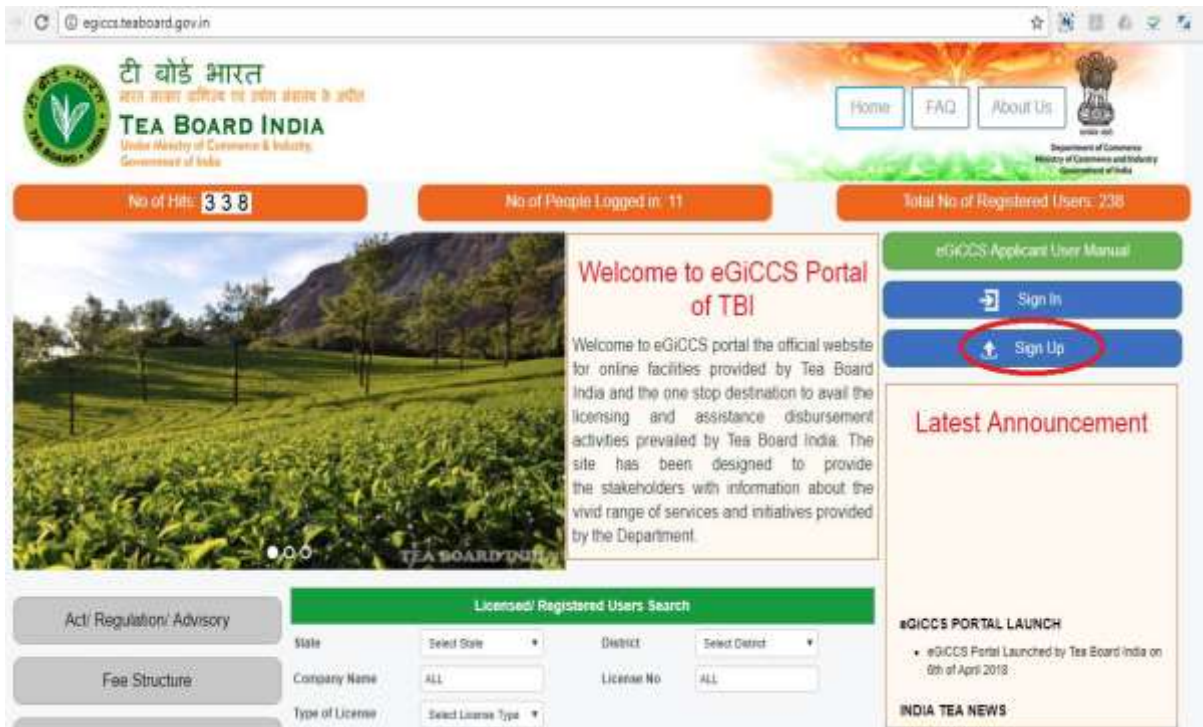 egiccs.teaboard.gov.in
टी बोर्ड भारत
TEA BOARD INDIA
Under Ministry of Commerce & Industry,
Government of India
Home
FAQ
About Us
Department of Commerce
Ministry of Commerce and Industry
Government of India
No of Hits: 338
No of People Logged in: 11
Total No of Registered Users: 238
Welcome to eGiCCS Portal
of TBI
Welcome to eGiCCS portal the official website
for online facilities provided by Tea Board
India and the one stop destination to avail the
licensing and assistance disbursement
activities prevailed by Tea Board India. The
site has been designed to provide
the stakeholders with information about the
vivid range of services and initiatives provided
by the Department.
TEA BOARD INDIA
eGiCCS Applicant User Manual
Sign In
Sign Up
Latest Announcement
eGiCCS PORTAL LAUNCH
eGiCCS Portal Launched by Tea Board India on
6th of April 2018
INDIA TEA NEWS
Act/ Regulation/ Advisory
Fee Structure
Licensed/ Registered Users Search
State Select State District Select District
Company Name ALL License No ALL
Type of License Select License Type